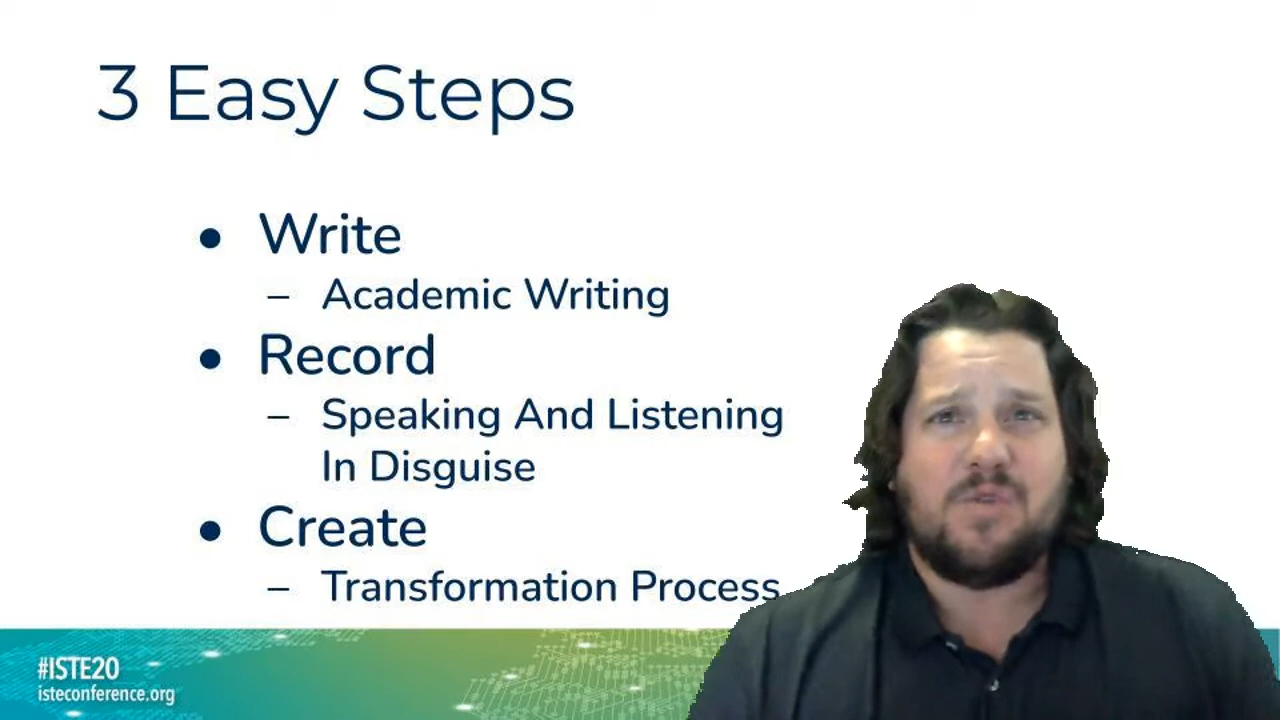 3 Easy Steps
● Write
– Academic Writing
● Record
– Speaking And Listening
In Disguise
● Create
– Transformation Process
#ISTE20
isteconference.org